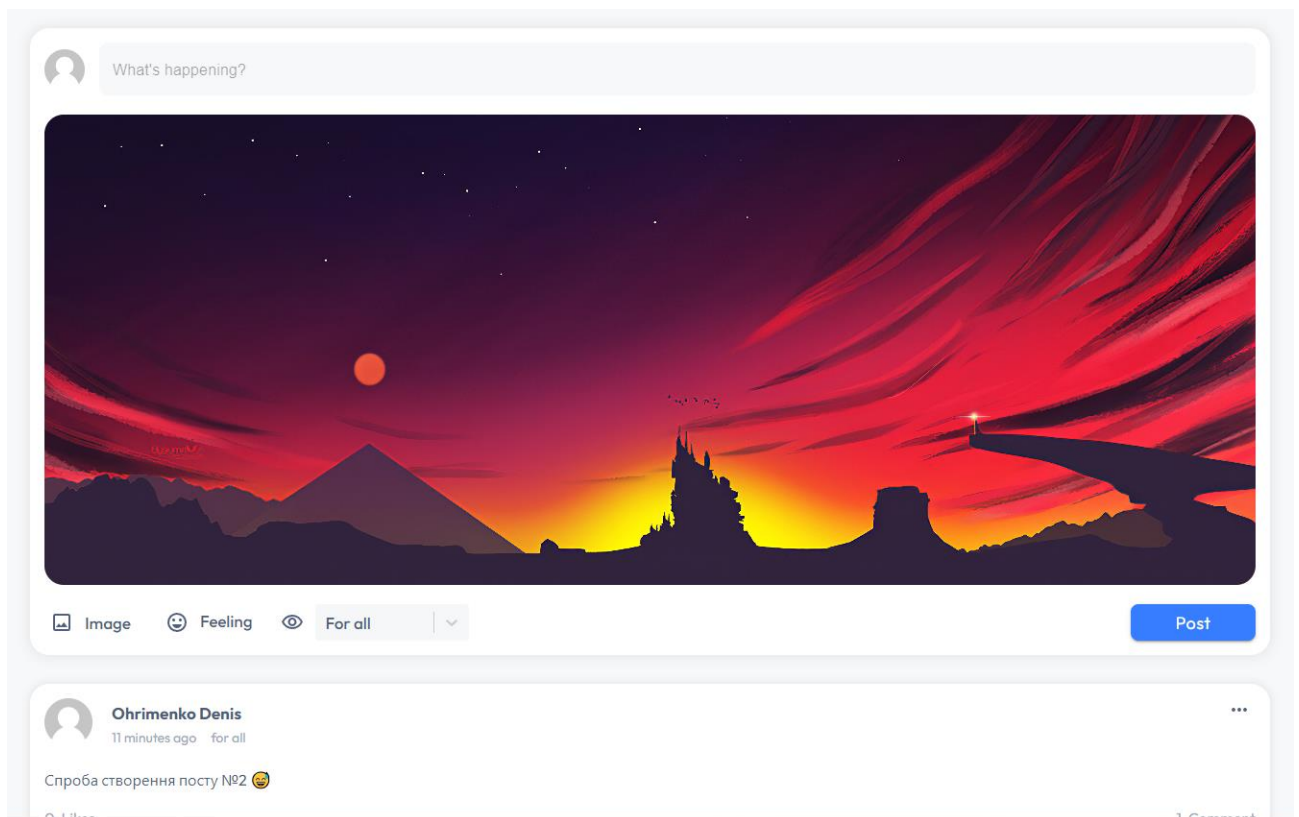 What's happening?
Image
Feeling
For all
Post
Ohrimenko Denis
11 minutes ago for all
Спроба створення посту №2 😅